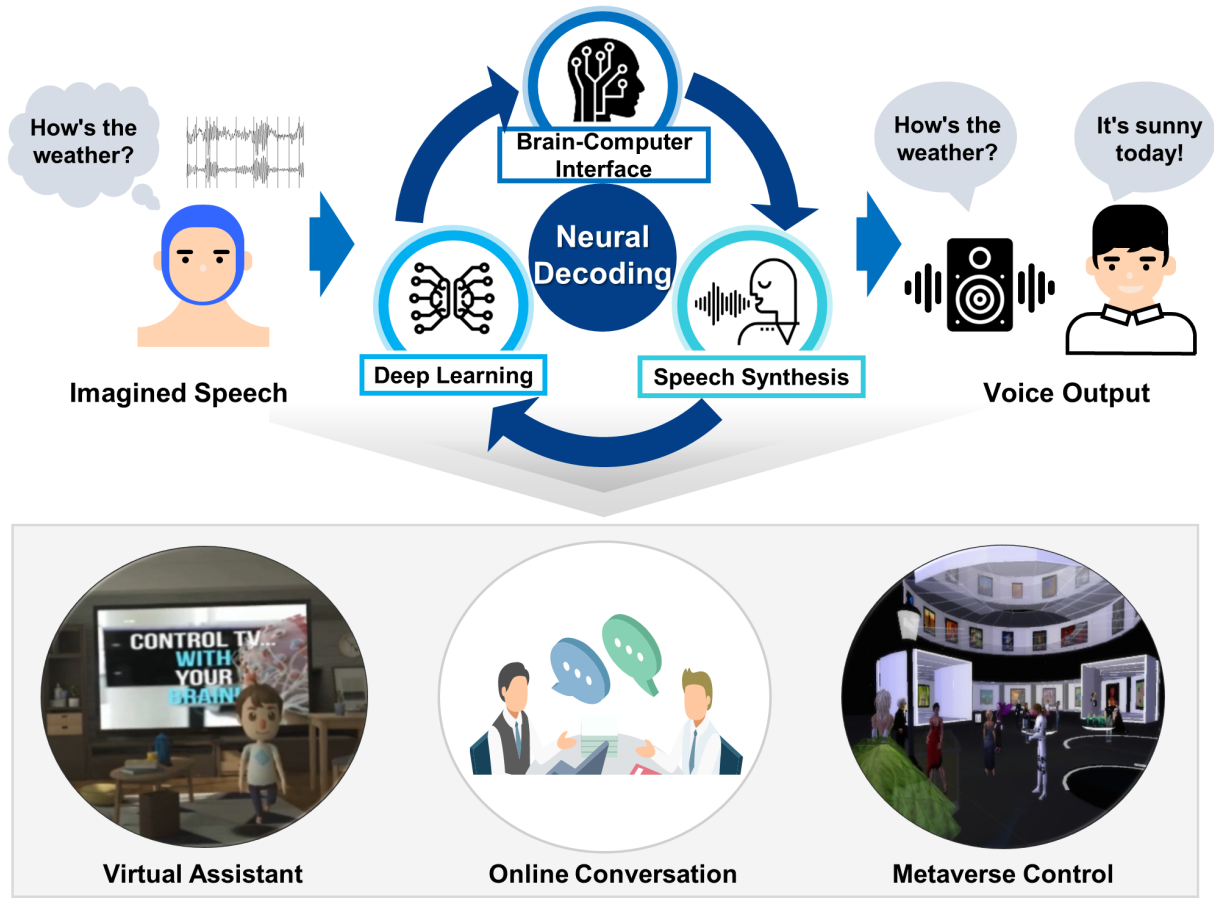 How's the
weather?
Imagined Speech
Brain-Computer
Interface
Neural
Decoding
Deep Learning
Speech Synthesis
How's the
weather?
It's sunny
today!
Voice Output
CONTROL TV...
WITH
YOUR
BRAIN!
Virtual Assistant
Online Conversation
Metaverse Control